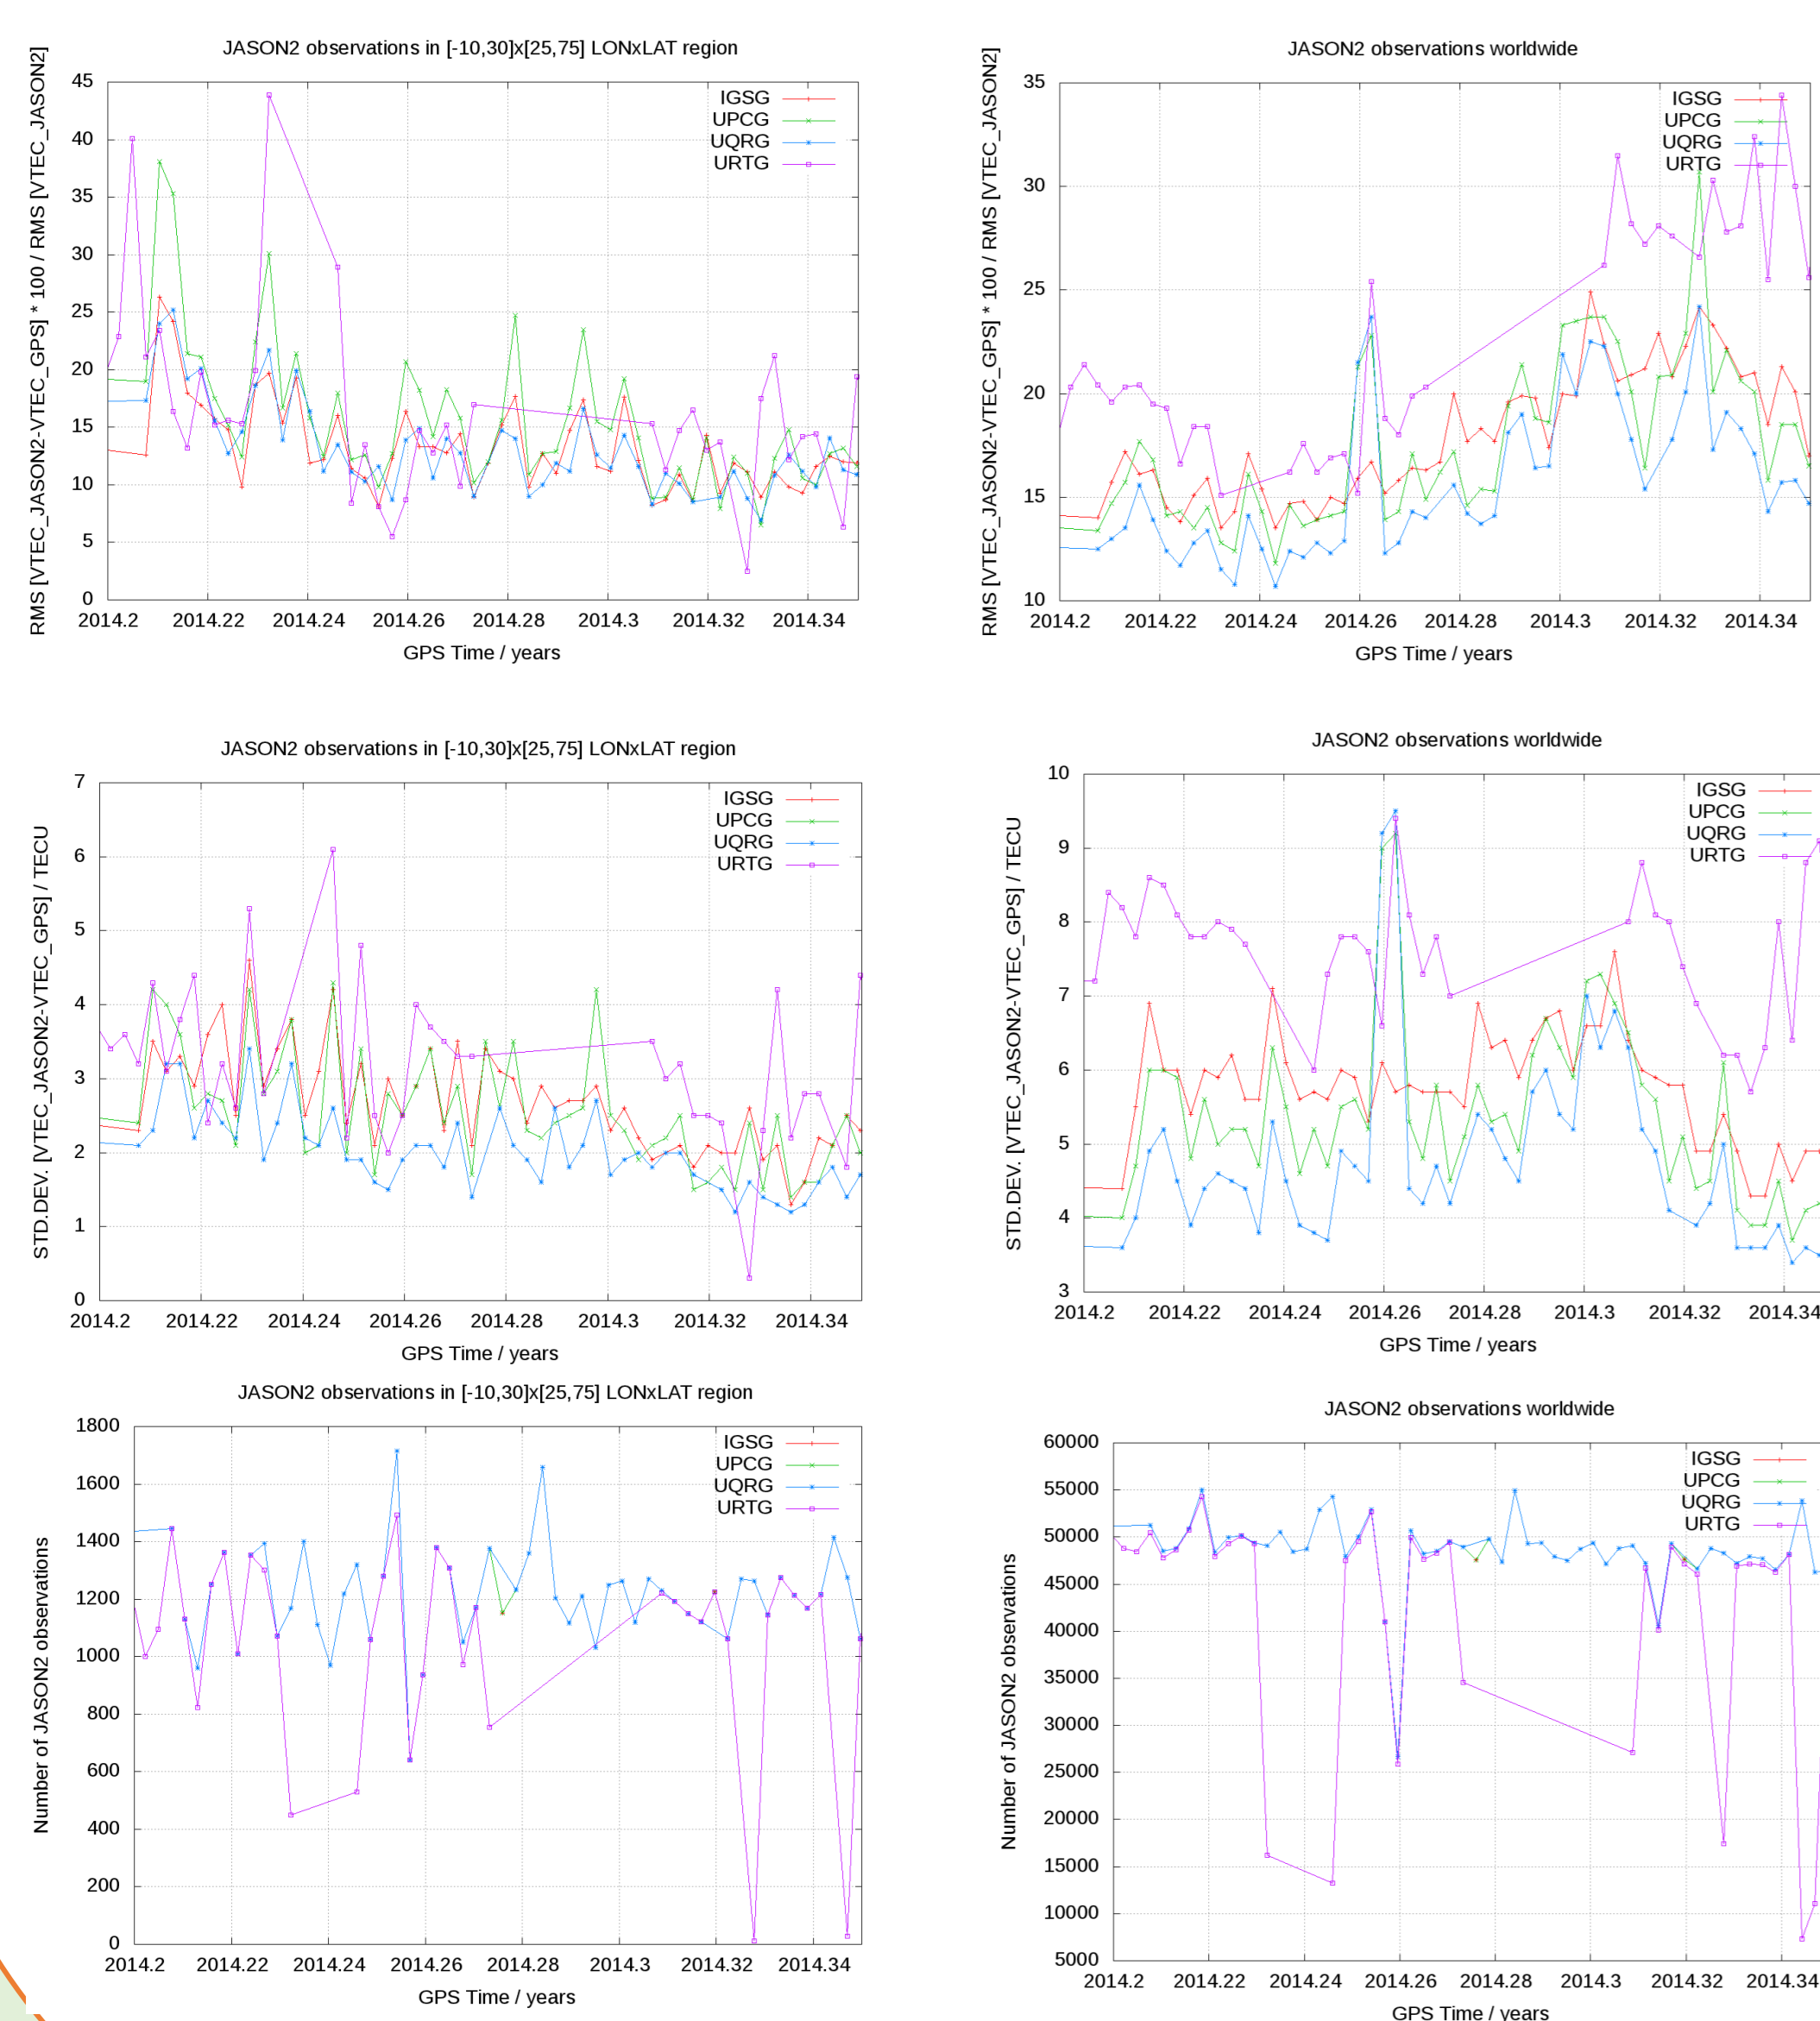 JASON2 observations in [-10,30]x[25,75] LONxLAT region
RMS [VTEC_JASON2-VTEC_GPS] * 100 / RMS [VTEC_JASON2]
45
40
35
30
25
20
15
10
5
0
IGSG
UPCG
UQRG
URTG
2014.2 2014.22 2014.24 2014.26 2014.28 2014.3 2014.32 2014.34
GPS Time / years
JASON2 observations worldwide
RMS [VTEC_JASON2-VTEC_GPS] * 100 / RMS [VTEC_JASON2]
35
30
25
20
15
10
IGSG
UPCG
UQRG
URTG
2014.2 2014.22 2014.24 2014.26 2014.28 2014.3 2014.32 2014.34
GPS Time / years
JASON2 observations in [-10,30]x[25,75] LONxLAT region
STD.DEV. [VTEC_JASON2-VTEC_GPS] / TECU
7
6
5
4
3
2
1
0
IGSG
UPCG
UQRG
URTG
2014.2 2014.22 2014.24 2014.26 2014.28 2014.3 2014.32 2014.34
GPS Time / years
JASON2 observations worldwide
STD.DEV. [VTEC_JASON2-VTEC_GPS] / TECU
10
9
8
7
6
5
4
3
IGSG
UPCG
UQRG
URTG
2014.2 2014.22 2014.24 2014.26 2014.28 2014.3 2014.32 2014.34
GPS Time / years
JASON2 observations in [-10,30]x[25,75] LONxLAT region
Number of JASON2 observations
1800
1600
1400
1200
1000
800
600
400
200
0
IGSG
UPCG
UQRG
URTG
2014.2 2014.22 2014.24 2014.26 2014.28 2014.3 2014.32 2014.34
GPS Time / years
JASON2 observations worldwide
Number of JASON2 observations
60000
55000
50000
45000
40000
35000
30000
25000
20000
15000
10000
5000
IGSG
UPCG
UQRG
URTG
2014.2 2014.22 2014.24 2014.26 2014.28 2014.3 2014.32 2014.34
GPS Time / years